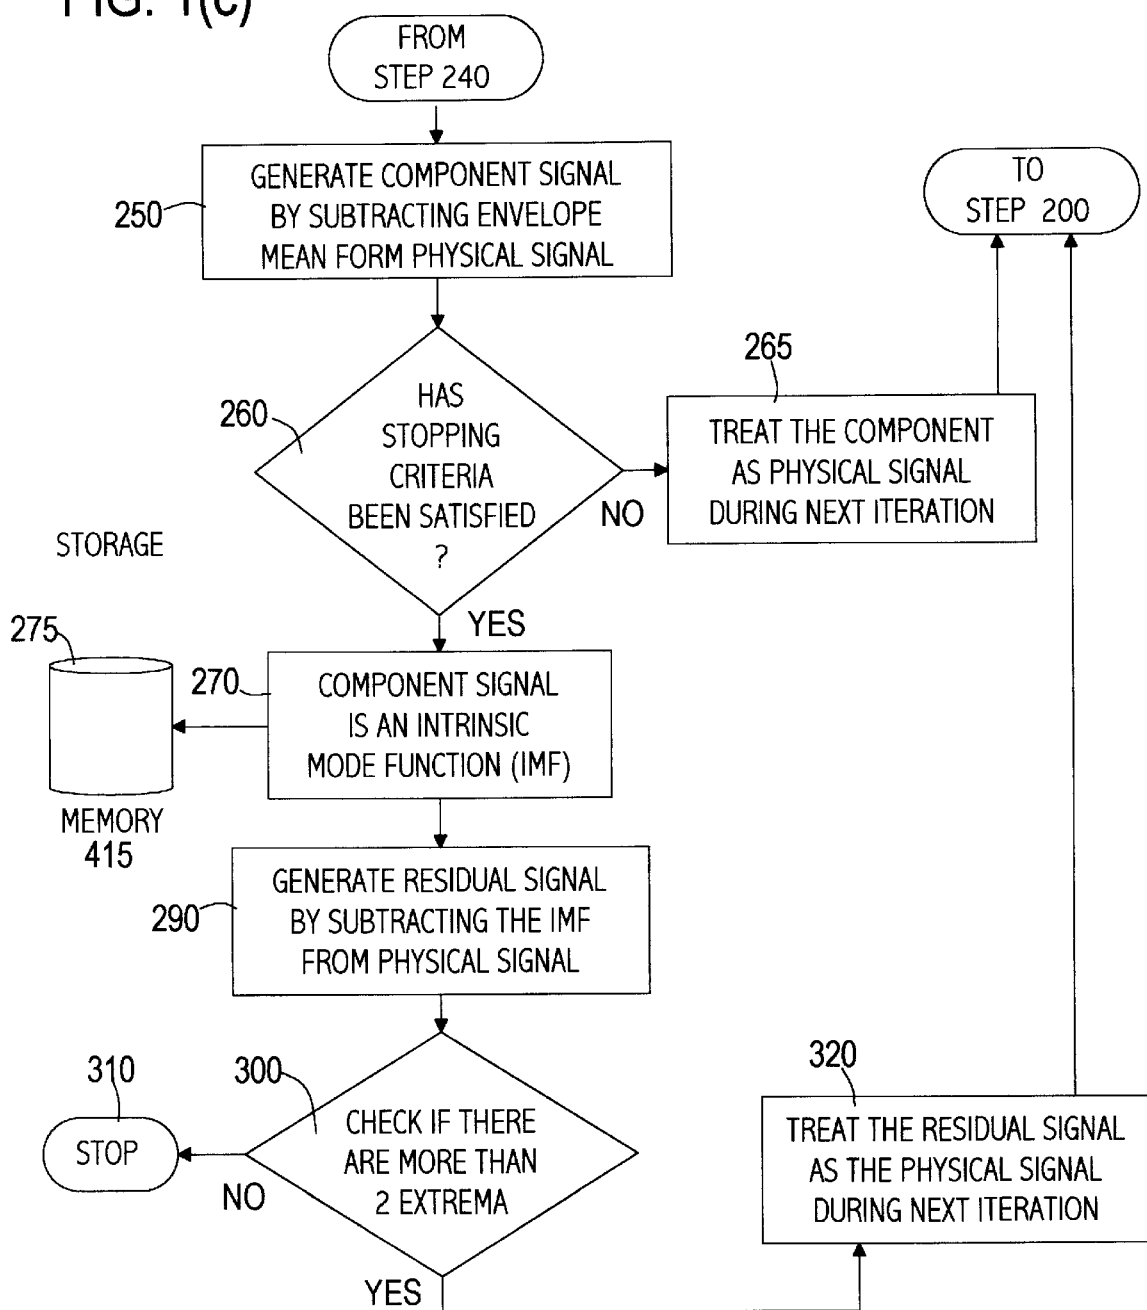 FIG. 1(c)
FROM
STEP 240
GENERATE COMPONENT SIGNAL
BY SUBTRACTING ENVELOPE
MEAN FORM PHYSICAL SIGNAL
250
TO
STEP 200
HAS
STOPPING
CRITERIA
BEEN SATISFIED
?
260
NO
265
TREAT THE COMPONENT
AS PHYSICAL SIGNAL
DURING NEXT ITERATION
STORAGE
YES
275
270
COMPONENT SIGNAL
IS AN INTRINSIC
MODE FUNCTION (IMF)
MEMORY
415
GENERATE RESIDUAL SIGNAL
BY SUBTRACTING THE IMF
FROM PHYSICAL SIGNAL
290
310
STOP
300
CHECK IF THERE
ARE MORE THAN
2 EXTREMA
NO
320
TREAT THE RESIDUAL SIGNAL
AS THE PHYSICAL SIGNAL
DURING NEXT ITERATION
YES